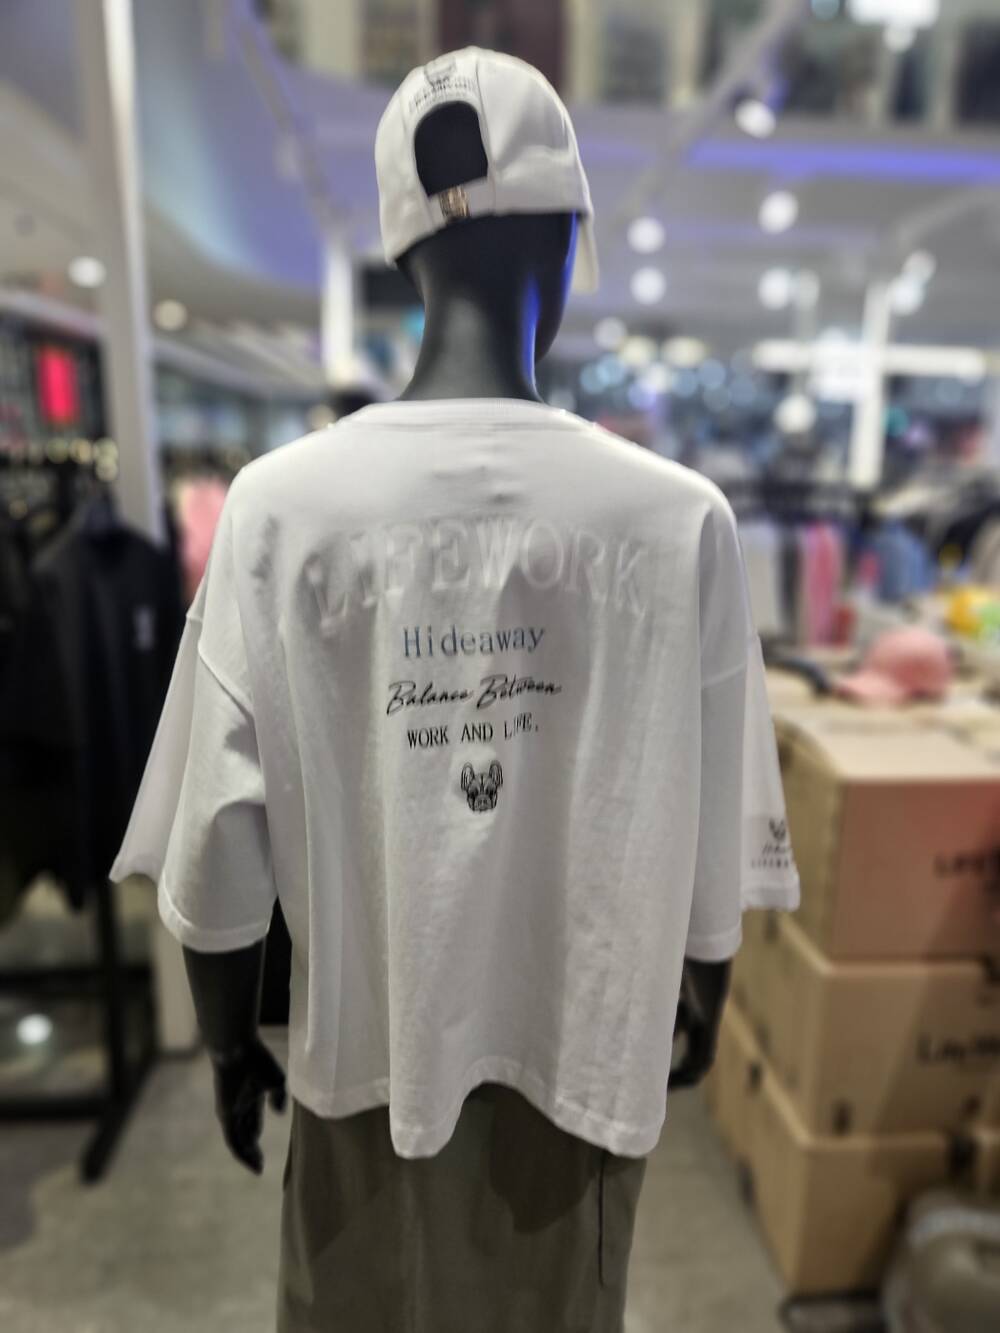 LIFEWORK
Hideaway
Balance Between
WORK AND LIFE.